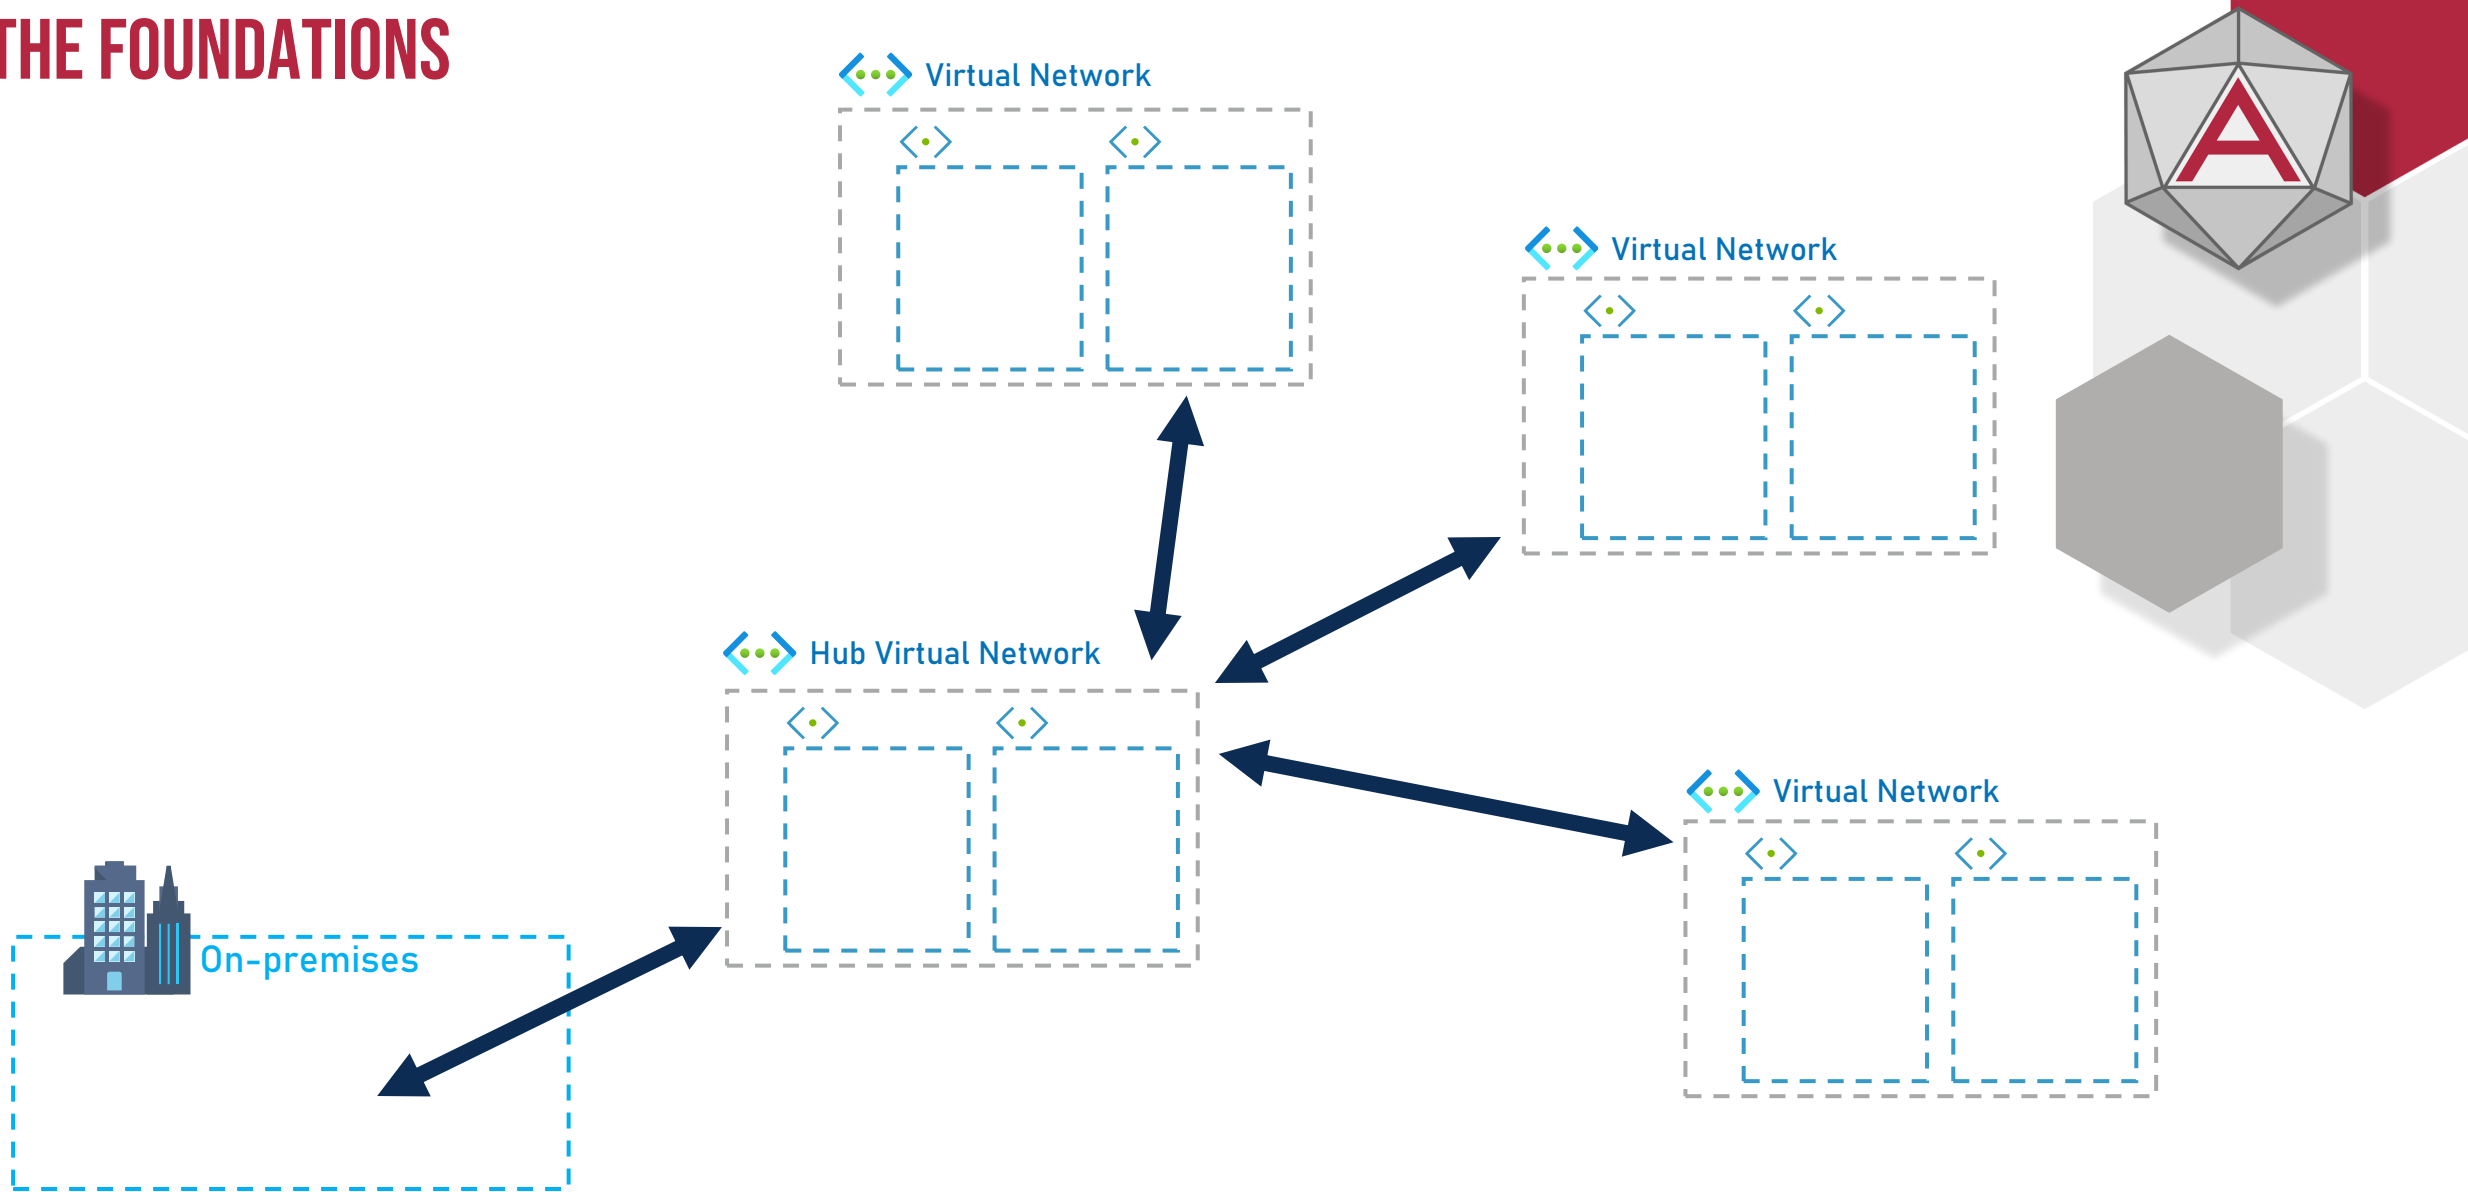 THE FOUNDATIONS
Virtual Network
Virtual Network
Hub Virtual Network
Virtual Network
On-premises
A